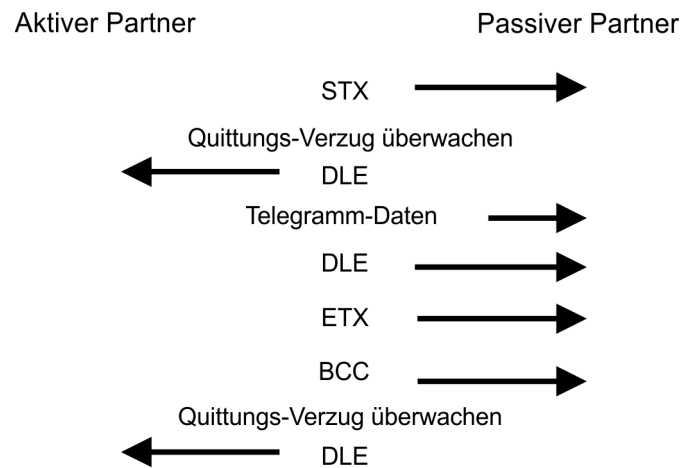 Aktiver Partner
Passiver Partner
STX
Quittungs-Verzug überwachen
DLE
Telegramm-Daten
DLE
ETX
BCC
Quittungs-Verzug überwachen
DLE